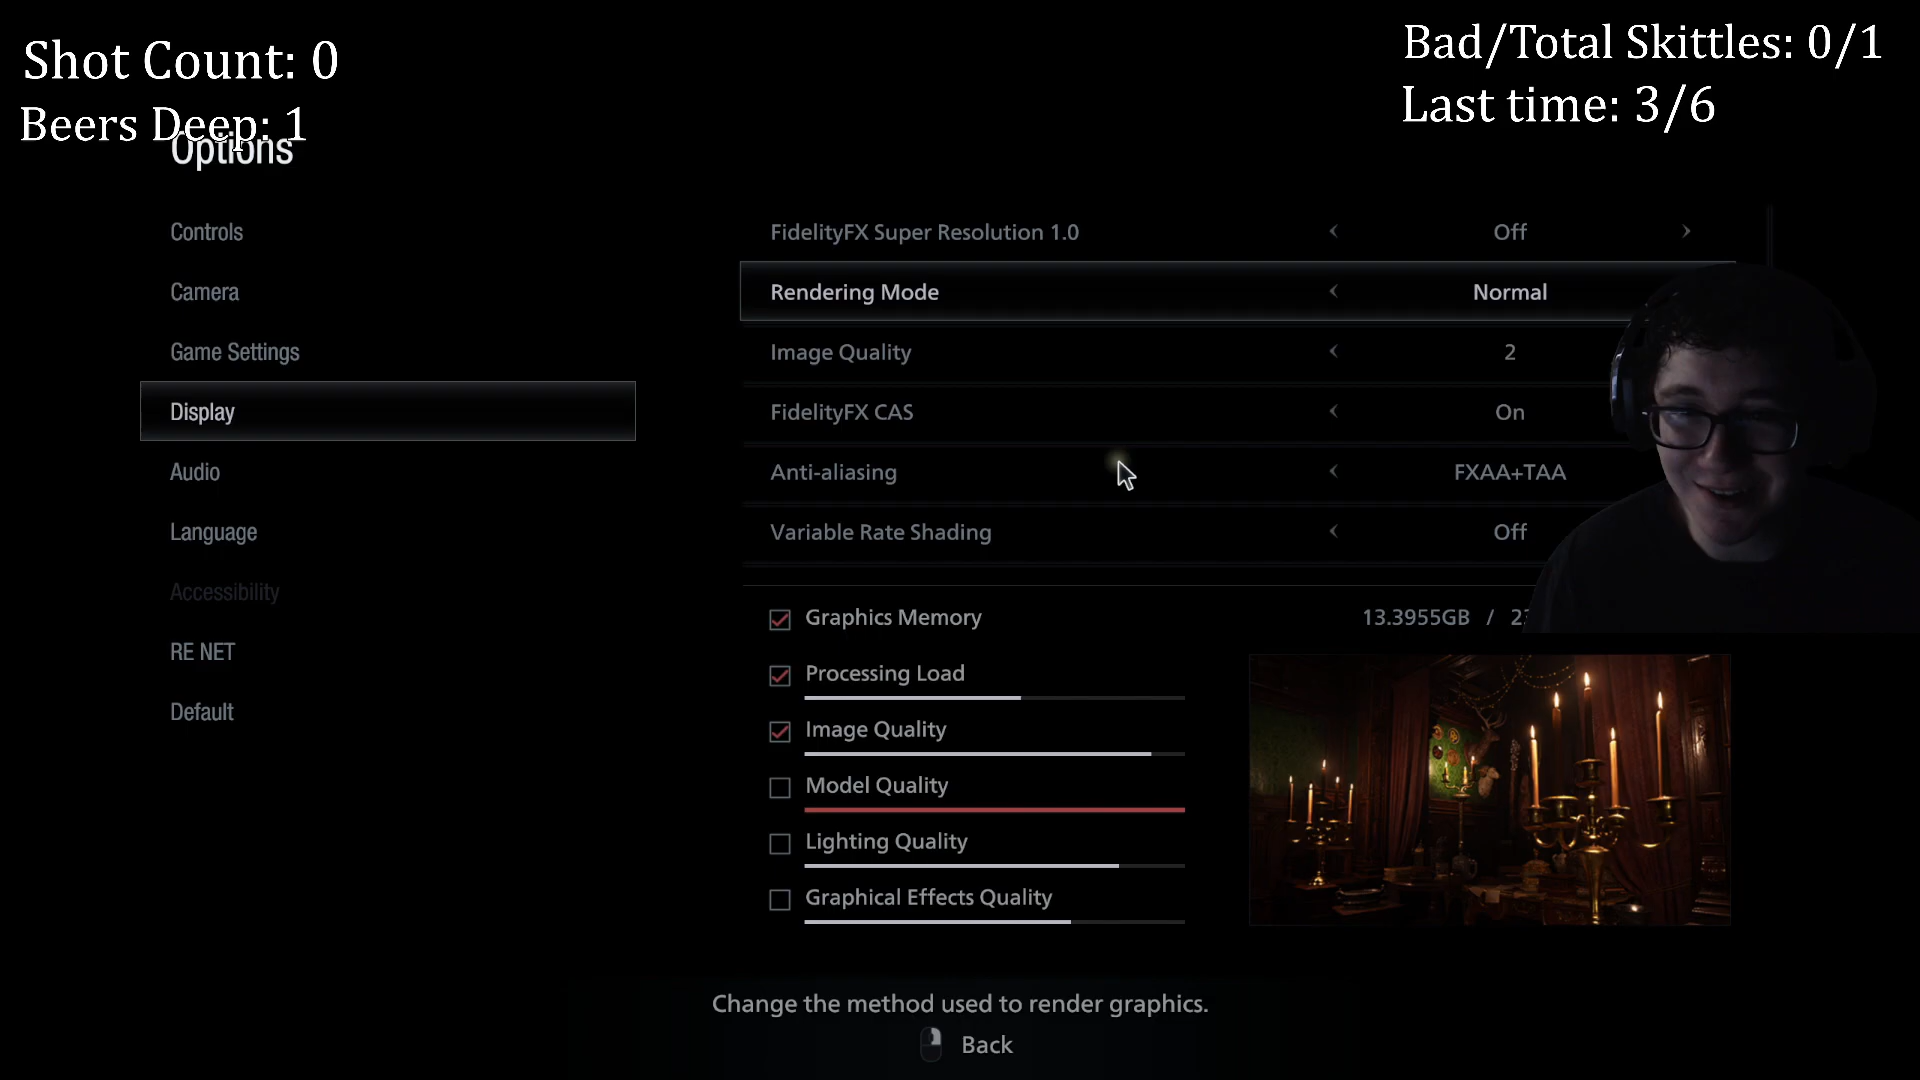 Shot Count: 0
Beers Deep: 1
Bad/Total Skittles: 0/1
Last time: 3/6
Options
Controls
Camera
Game Settings
Display
Audio
Language
Accessibility
RE NET
Default
FidelityFX Super Resolution 1.0 Off
Rendering Mode Normal
Image Quality 2
FidelityFX CAS On
Anti-aliasing FXAA+TAA
Variable Rate Shading Off
Graphics Memory 13.3955GB /
Processing Load
Image Quality
Model Quality
Lighting Quality
Graphical Effects Quality
Change the method used to render graphics.
Back